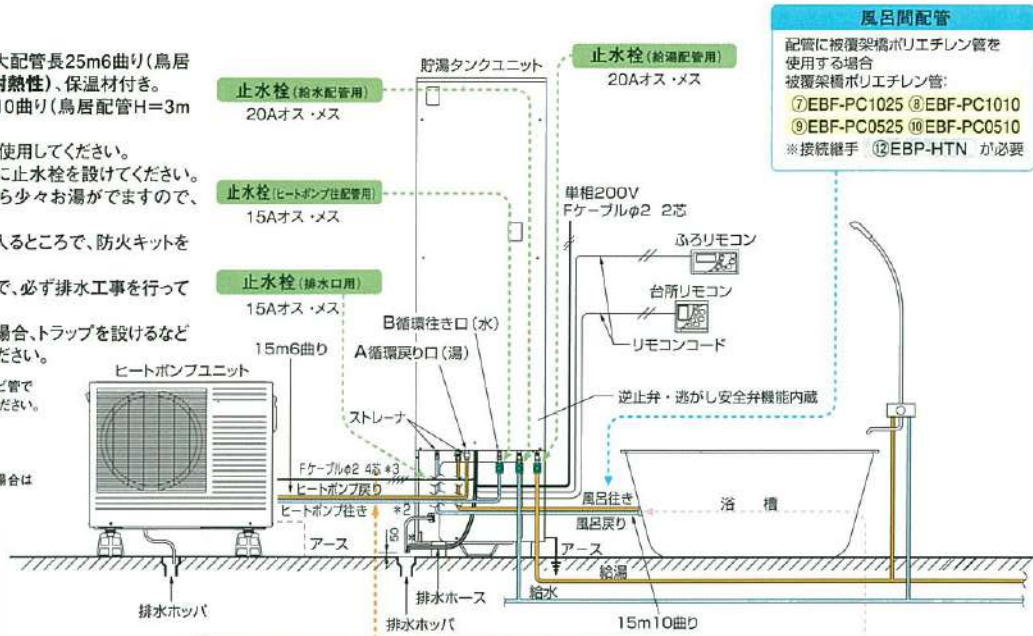 大配管長25m6曲り(鳥居
耐熱性)、保温材付き。
10曲り(鳥居配管H=3m
使用してください。
に止水栓を設けてください。
ら少々お湯がでますので、
入るところで、防火キットを
で、必ず排水工事を行って
場合、トラップを設けるなど
ださい。
ビ管で
ください。
場合は
止水栓(給水配管用)
20Aオス・メス
貯湯タンクユニット
止水栓(給湯配管用)
20Aオス・メス
風呂間配管
配管に被覆架橋ポリエチレン管を
使用する場合
被覆架橋ポリエチレン管:
⑦EBF-PC1025 ⑧EBF-PC1010
⑨EBF-PC0525 ⑩EBF-PC0510
※接続継手 ⑫EBP-HTN が必要
止水栓(ヒートポンプ往配管用)
15Aオス・メス
単相200V
Fケーブルφ2 2芯
ふろリモコン
台所リモコン
リモコンコード
止水栓(排水口用)
15Aオス・メス
B循環往き口(水)
A循環戻り口(湯)
15m6曲り
ヒートポンプユニット
ストレーナ
逆止弁・逃がし安全弁機能内蔵
Fケーブルφ2 4芯 *3
ヒートポンプ戻り
ヒートポンプ往き
*2
50
風呂往き
風呂戻り
浴槽
アース
アース
給湯
給水
排水ホース
排水ホッパ
排水ホッパ
15m10曲り